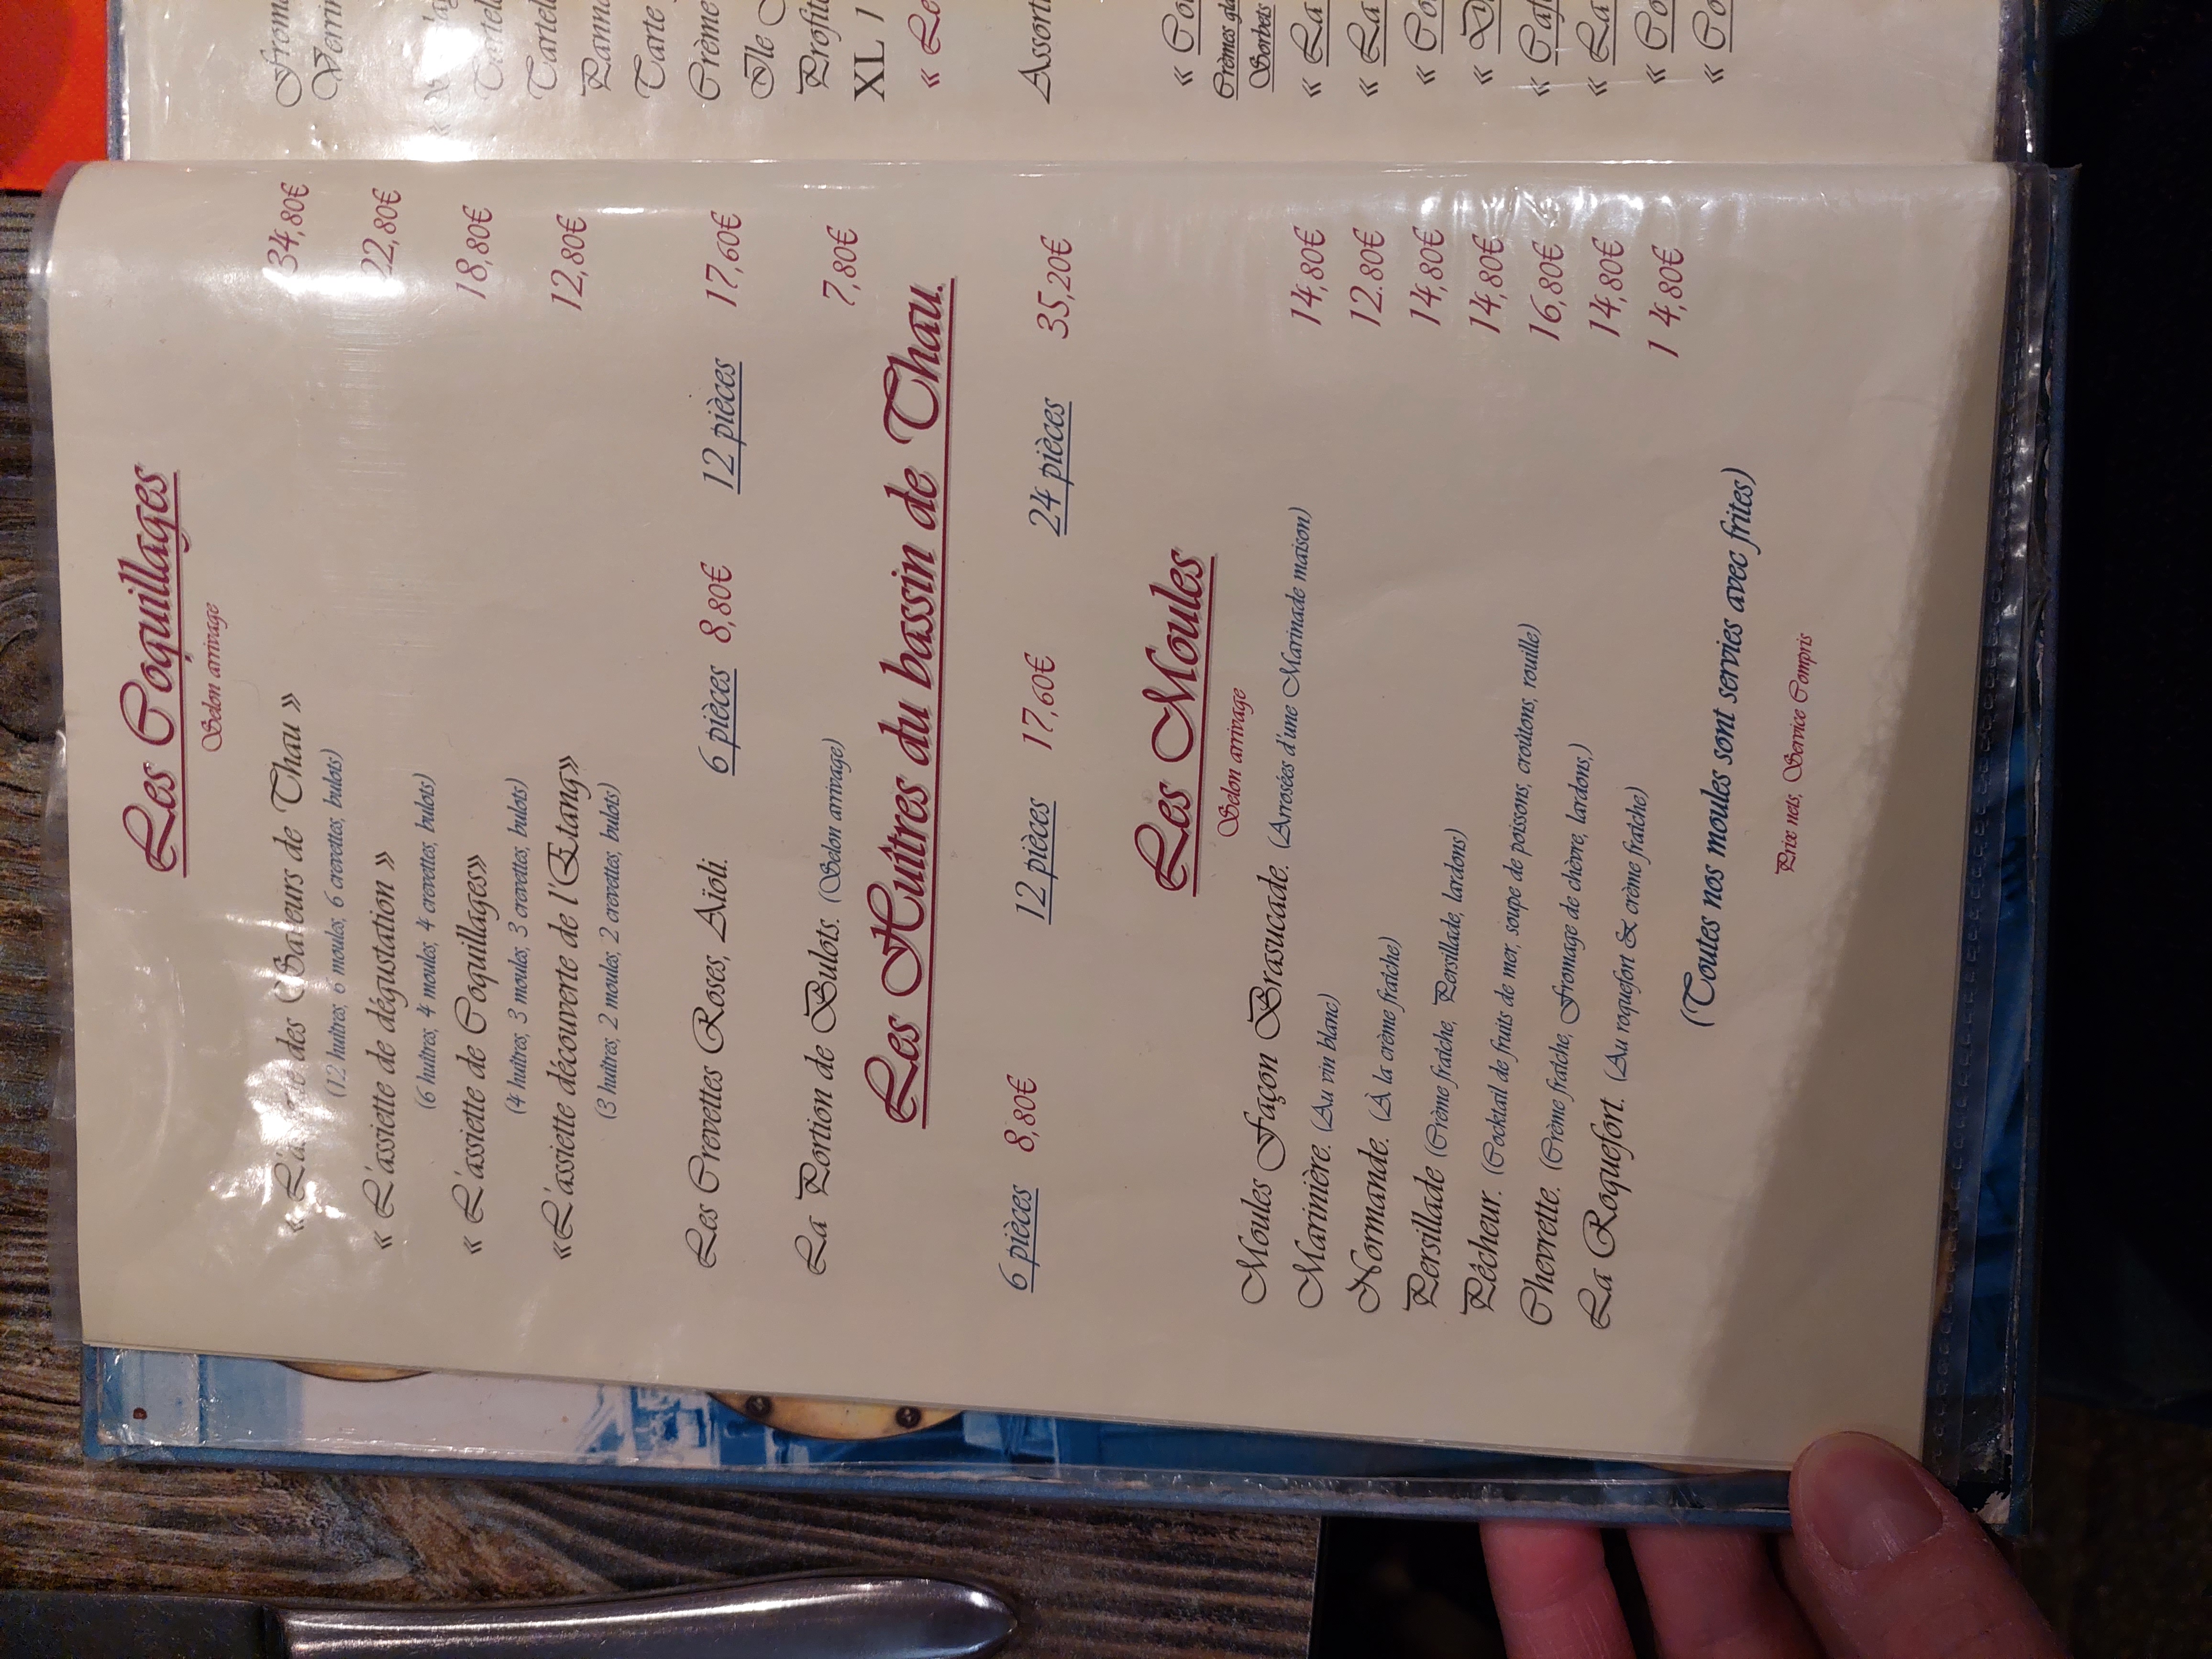 Les Coquillages
Selon arrivage
« L'assiette des Saveurs de Thau » 34,80€
(12 huîtres, 6 moules, 6 crevettes, bulots)
« L'assiette de dégustation » 22,80€
(6 huîtres, 4 moules, 4 crevettes, bulots)
« L'assiette de Coquillages» 18,80€
(4 huîtres, 3 moules, 3 crevettes, bulots)
«L'assiette découverte de l'Etang» 12,80€
(3 huîtres, 2 moules, 2 crevettes, bulots)
Les Crevettes Roses, Aïoli. 6 pièces 8,80€ 12 pièces 17,60€
La Portion de Bulots. (Selon arrivage) 7,80€
Les Huîtres du bassin de Thau.
6 pièces 8,80€ 12 pièces 17,60€ 24 pièces 35,20€
Les Moules
Selon arrivage
Moules Façon Brasucade. (Arrosées d'une Marinade maison) 14,80€
Marinière. (Au vin blanc) 12.80€
Normande. (À la crème fraîche) 14,80€
Persillade (Crème fraîche, Persillade, lardons) 14,80€
Pêcheur. (Cocktail de fruits de mer, soupe de poissons, croûtons, rouille) 16,80€
Chevrette. (Crème fraîche, Fromage de chèvre, lardons,) 14,80€
La Roquefort. (Au roquefort & crème fraîche) 1 4,80€
(Toutes nos moules sont servies avec frites)
Prix nets, Service Compris
Tarte
Crème
Ile
XL 1
« La
« La
« La